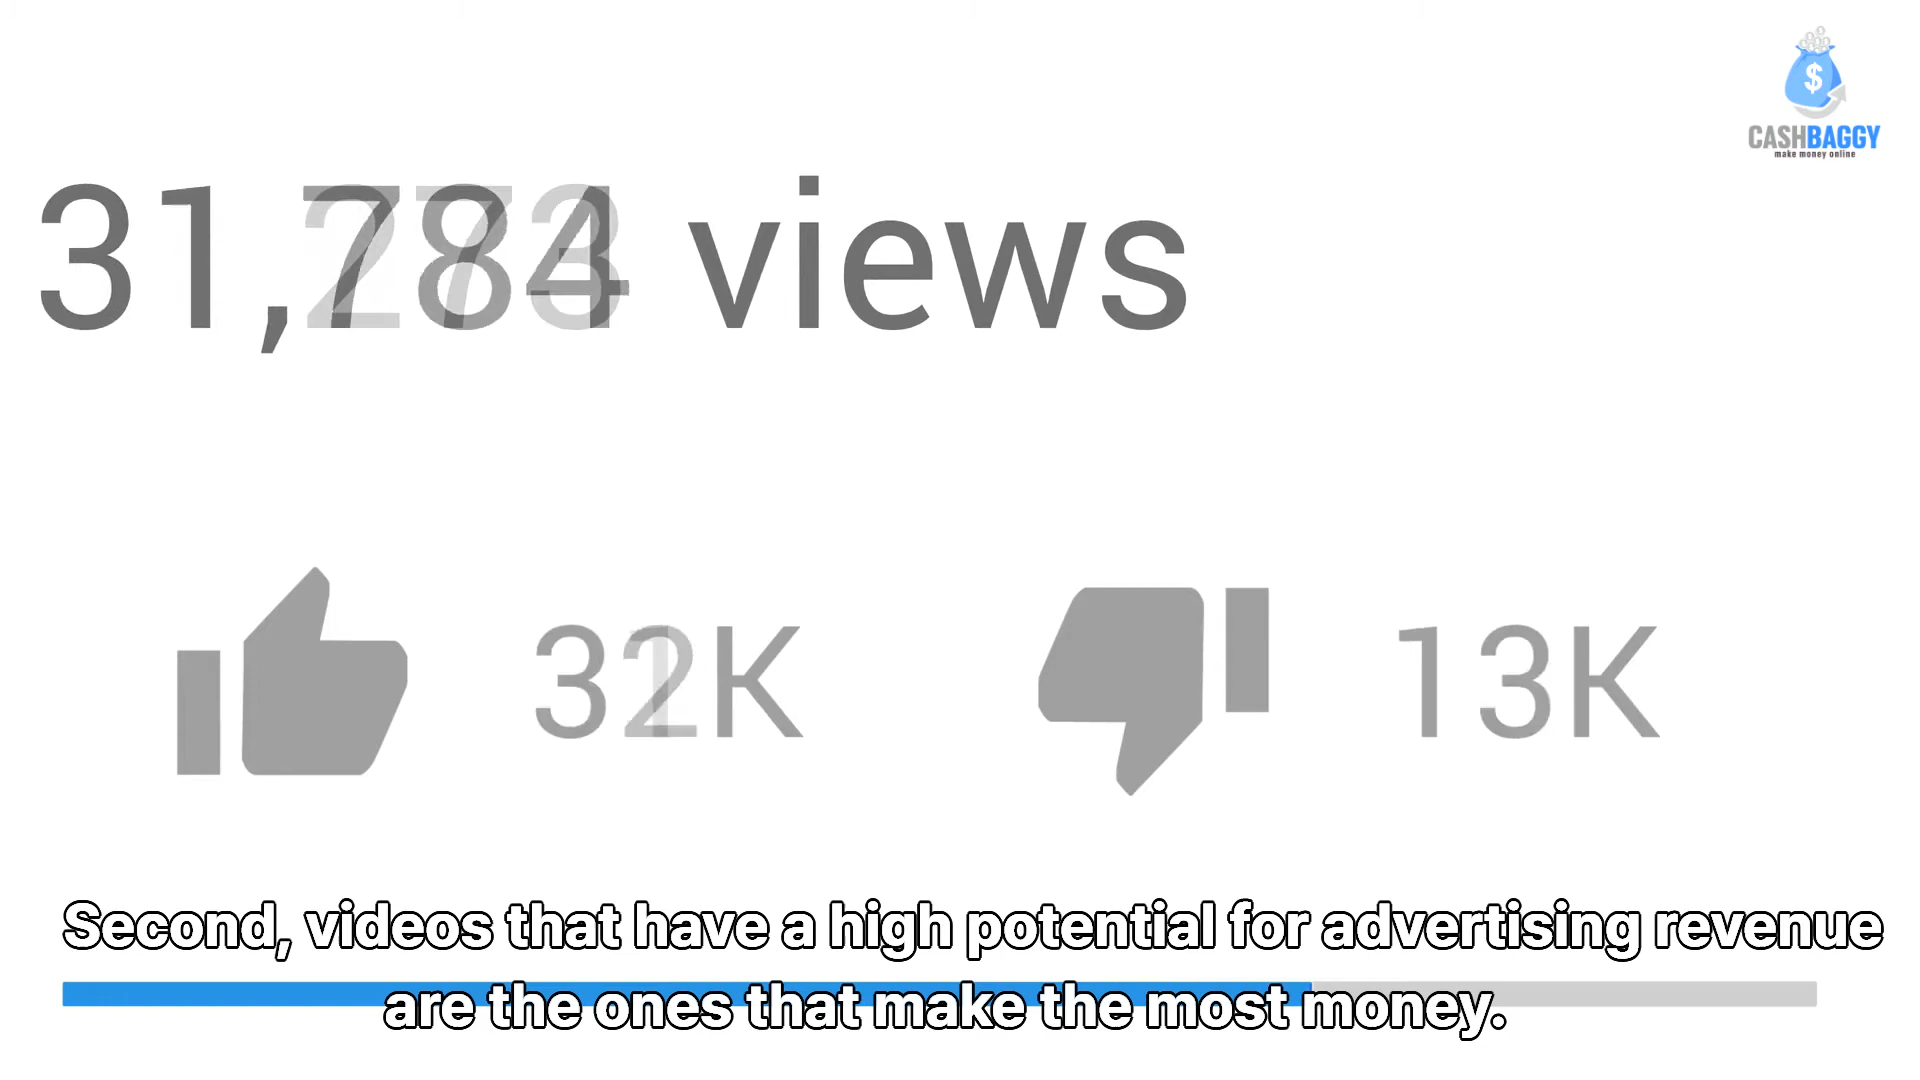 CASHBAGGY
make money online
31,784 views
32K
13K
Second, videos that have a high potential for advertising revenue
are the ones that make the most money.